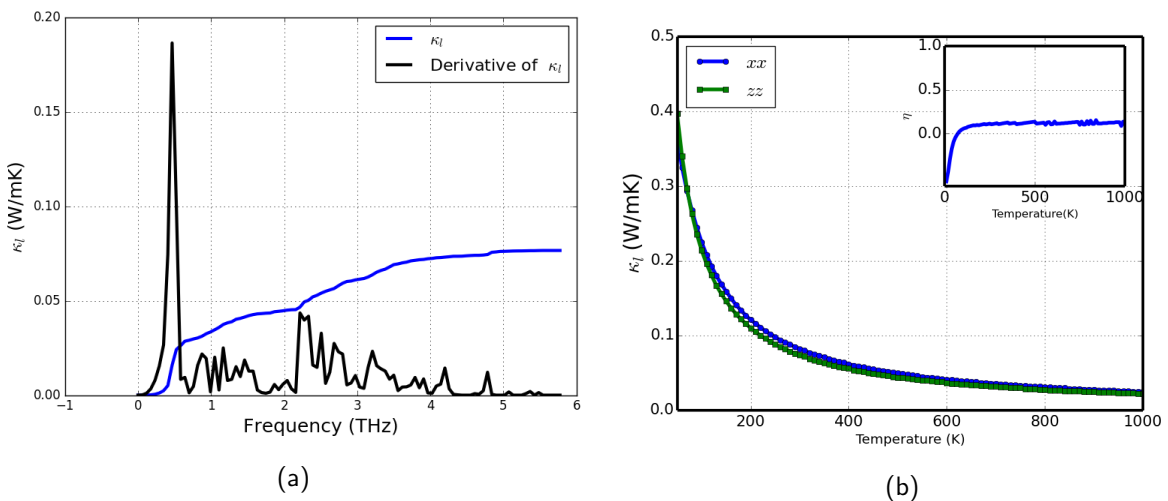 0.20
0.15
0.10
0.05
0.00
−1
0
1
2
3
4
5
6
κl (W/mK)
Frequency (THz)
κl
Derivative of κl
(a)
0.5
0.4
0.3
0.2
0.1
0.0
200
400
600
800
1000
κl (W/mK)
Temperature (K)
xx
zz
1.0
0.5
0.0
η
0
500
1000
Temperature(K)
(b)